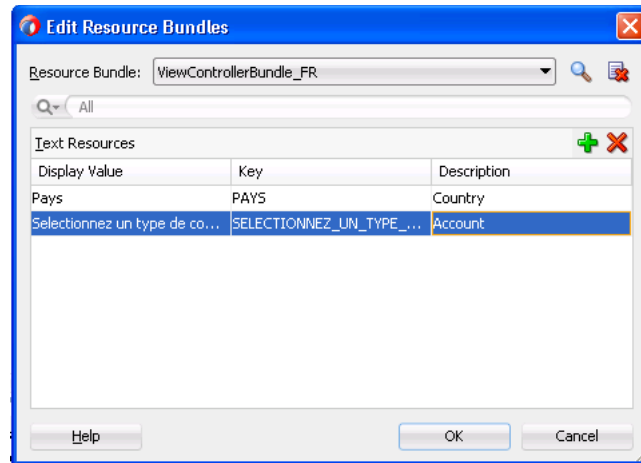 Edit Resource Bundles
Resource Bundle: ViewControllerBundle_FR
All
Text Resources
Display Value Key Description
Pays PAYS Country
Selectionnez un type de co... SELECTIONNEZ_UN_TYPE_... Account
Help OK Cancel